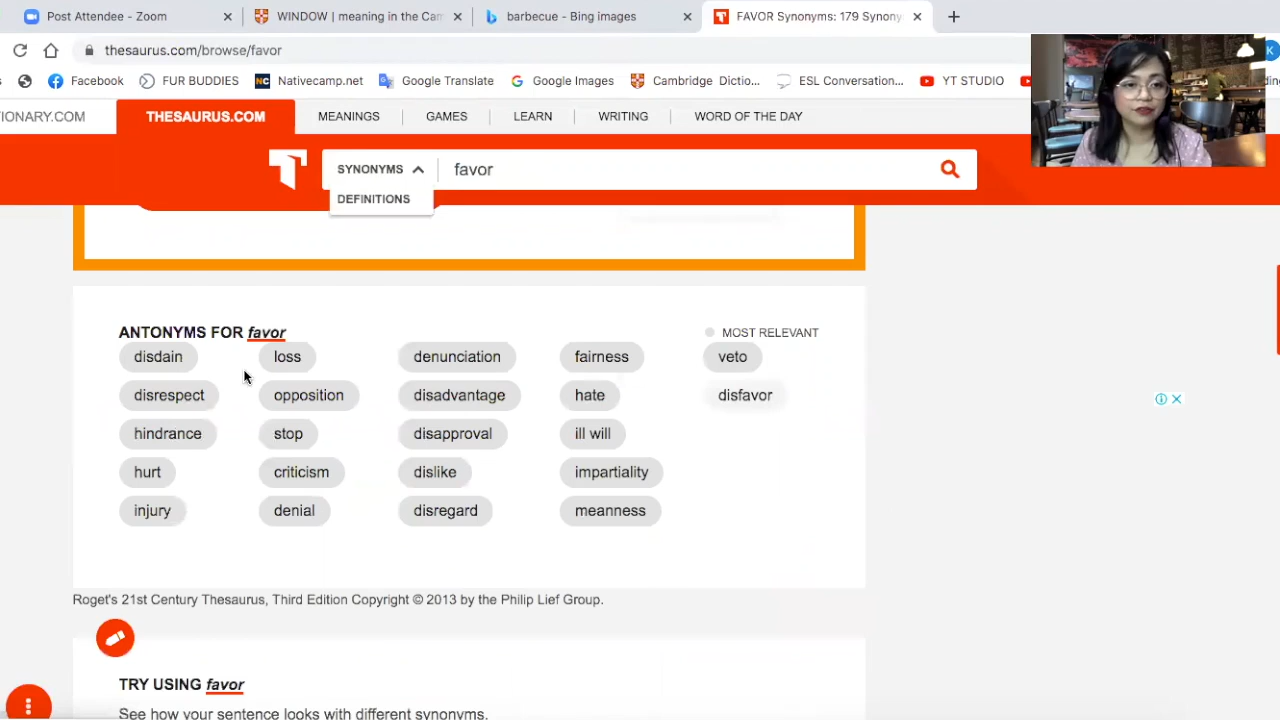 Post Attendee - Zoom
WINDOW | meaning in the Cam
barbecue - Bing images
FAVOR Synonyms: 179 Synony
thesaurus.com/browse/favor
Facebook
FUR BUDDIES
NC
Nativecamp.net
Google Translate
Google Images
Cambridge Dictio...
ESL Conversation...
YT STUDIO
IONARY.COM
THESAURUS.COM
MEANINGS
GAMES
LEARN
WRITING
WORD OF THE DAY
SYNONYMS
favor
DEFINITIONS
ANTONYMS FOR favor
MOST RELEVANT
disdain loss denunciation fairness veto
disrespect opposition disadvantage hate disfavor
hindrance stop disapproval ill will
hurt criticism dislike impartiality
injury denial disregard meanness
Roget's 21st Century Thesaurus, Third Edition Copyright © 2013 by the Philip Lief Group.
TRY USING favor
See how your sentence looks with different synonyms.